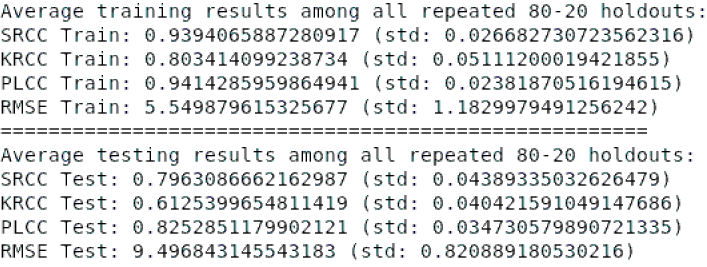 Average training results among all repeated 80-20 holdouts:
SRCC Train: 0.9394065887280917 (std: 0.026682730723562316)
KRCC Train: 0.803414099238734 (std: 0.05111200019421855)
PLCC Train: 0.9414285959864941 (std: 0.02381870516194615)
RMSE Train: 5.549879615325677 (std: 1.1829979491256242)
======================================================
Average testing results among all repeated 80-20 holdouts:
SRCC Test: 0.7963086662162987 (std: 0.04389335032626479)
KRCC Test: 0.6125399654811419 (std: 0.040421591049147686)
PLCC Test: 0.8252851179902121 (std: 0.034730579890721335)
RMSE Test: 9.496843145543183 (std: 0.820889180530216)